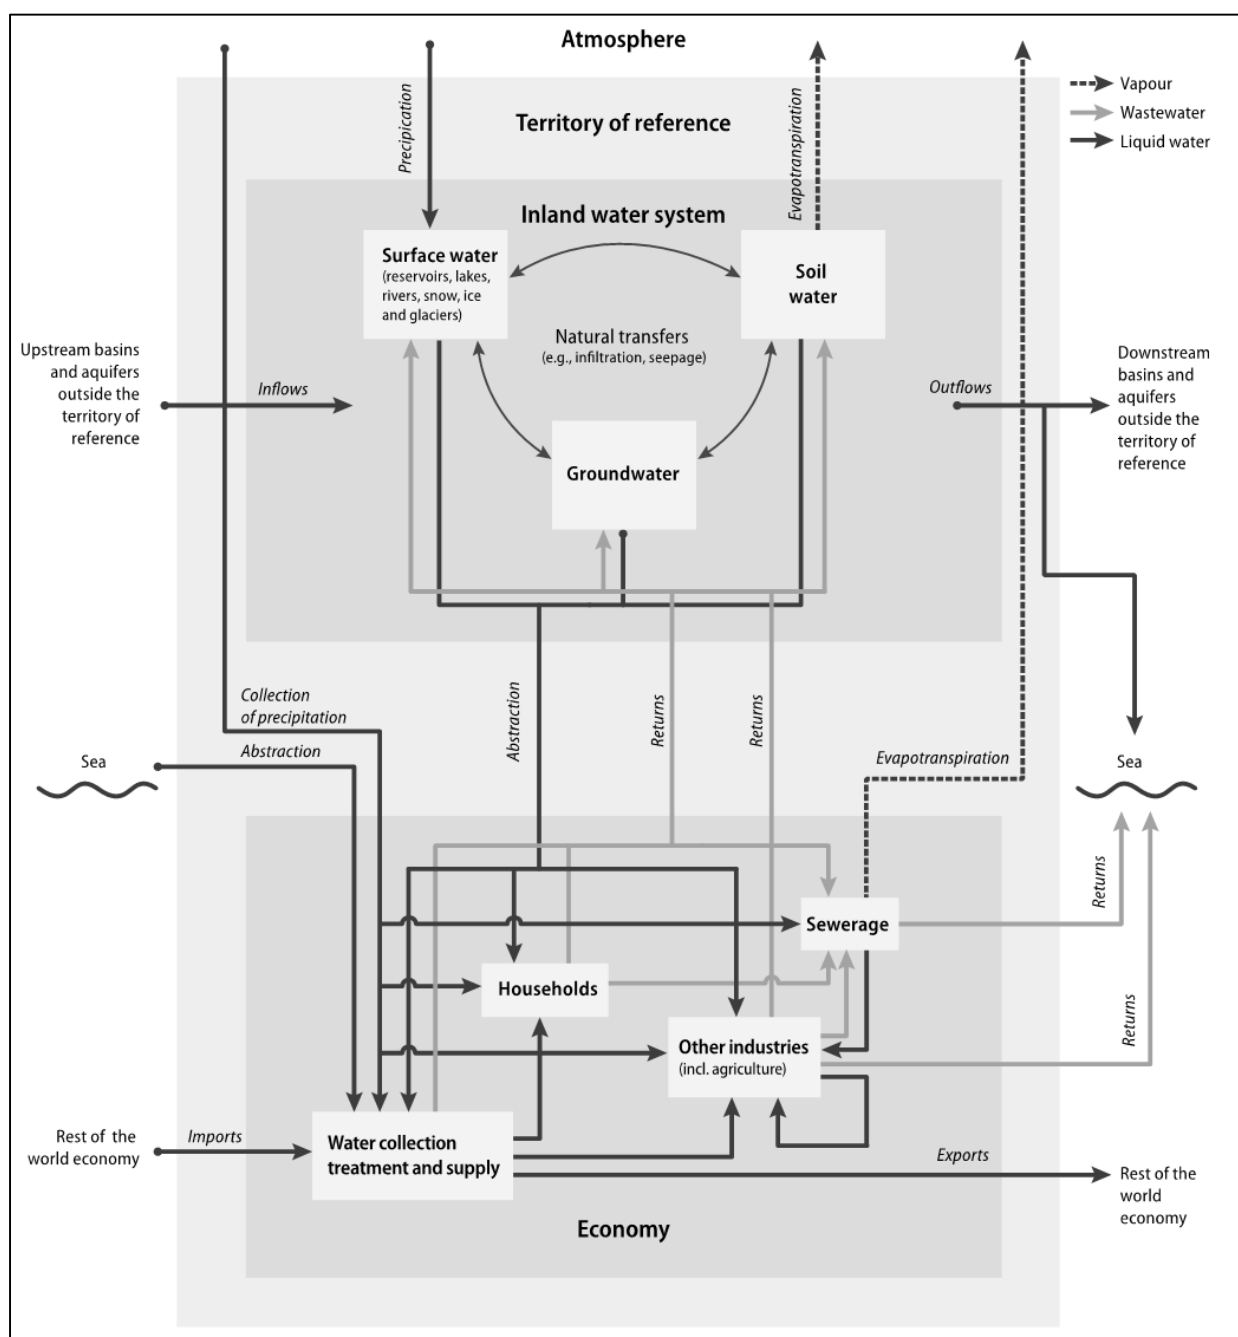 Atmosphere
Vapour
Wastewater
Liquid water
Precipication
Territory of reference
Evapotranspiration
Inland water system
Surface water
(reservoirs, lakes,
rivers, snow, ice
and glaciers)
Soil
water
Natural transfers
(e.g., infiltration, seepage)
Upstream basins
and aquifers
outside the
territory of
reference
Inflows
Outflows
Downstream
basins and
aquifers
outside the
territory of
reference
Groundwater
Collection
of precipitation
Abstraction
Sea
Abstraction
Returns
Returns
Evapotranspiration
Sea
Returns
Returns
Sewerage
Households
Other industries
(incl. agriculture)
Rest of the
world economy
Imports
Water collection
treatment and supply
Exports
Rest of the
world
economy
Economy